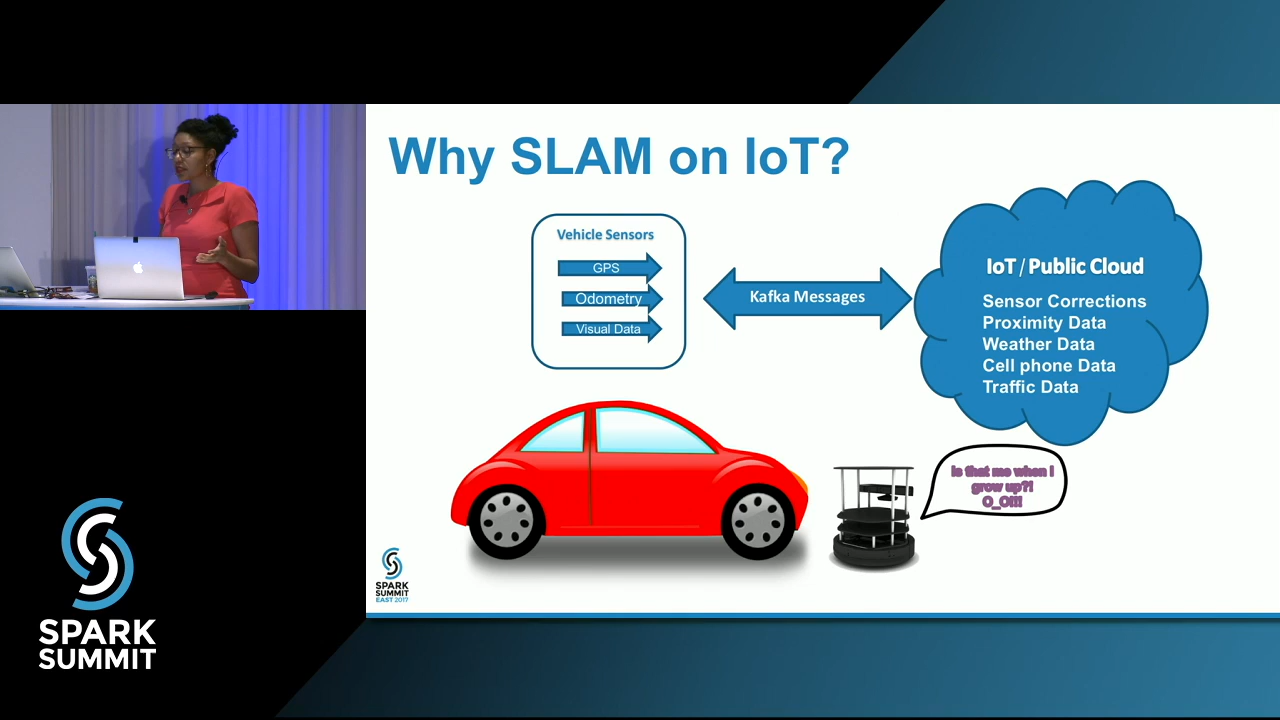 Why SLAM on IoT?
Vehicle Sensors
GPS
Odometry
Visual Data
Kafka Messages
IoT / Public Cloud
Sensor Corrections
Proximity Data
Weather Data
Cell phone Data
Traffic Data
Is that me when I
grow up?!
O_O!!!
SPARK
SUMMIT
EAST 2017
SPARK
SUMMIT